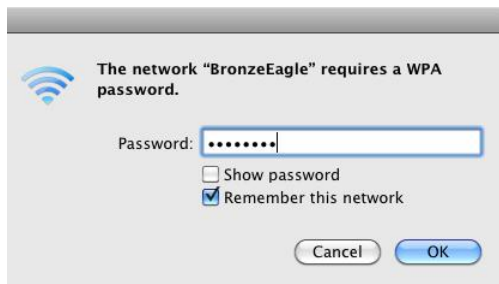 The network “BronzeEagle” requires a WPA
password.
Password: ••••••••
Show password
Remember this network
Cancel OK